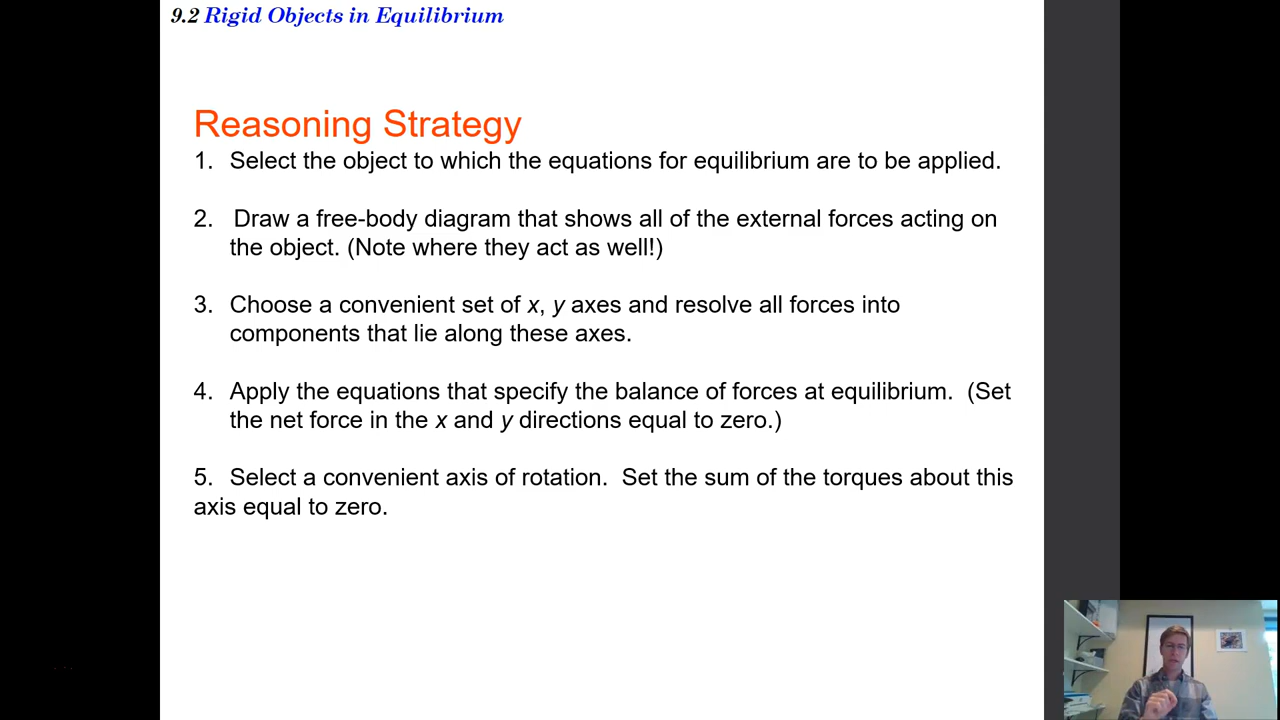 9.2 Rigid Objects in Equilibrium
Reasoning Strategy
1. Select the object to which the equations for equilibrium are to be applied.
2. Draw a free-body diagram that shows all of the external forces acting on
the object. (Note where they act as well!)
3. Choose a convenient set of x, y axes and resolve all forces into
components that lie along these axes.
4. Apply the equations that specify the balance of forces at equilibrium. (Set
the net force in the x and y directions equal to zero.)
5. Select a convenient axis of rotation. Set the sum of the torques about this
axis equal to zero.